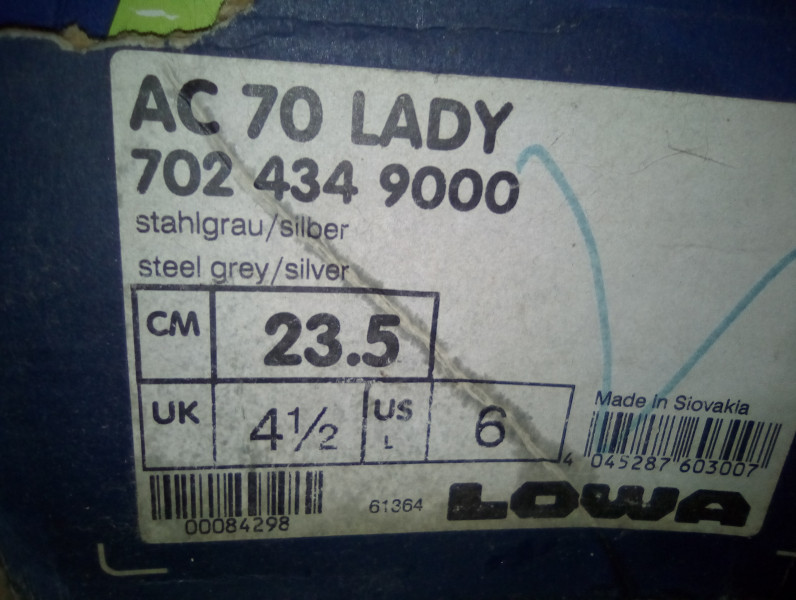 AC 70 LADY
702 434 9000
stahlgrau/silber
steel grey/silver
CM 23.5
UK 4½ US L 6
Made In Slovakia
4 045287 603007
00084298
61364
LOWA